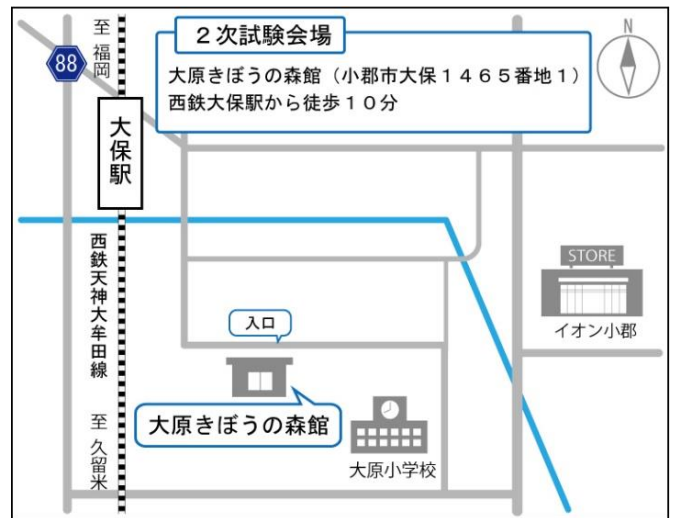 至 福岡
88
2次試験会場
大原きぼうの森館（小郡市大保１４６５番地１）
西鉄大保駅から徒歩１０分
N
大保駅
西鉄天神大牟田線
STORE
イオン小郡
入口
大原きぼうの森館
大原小学校
至 久留米